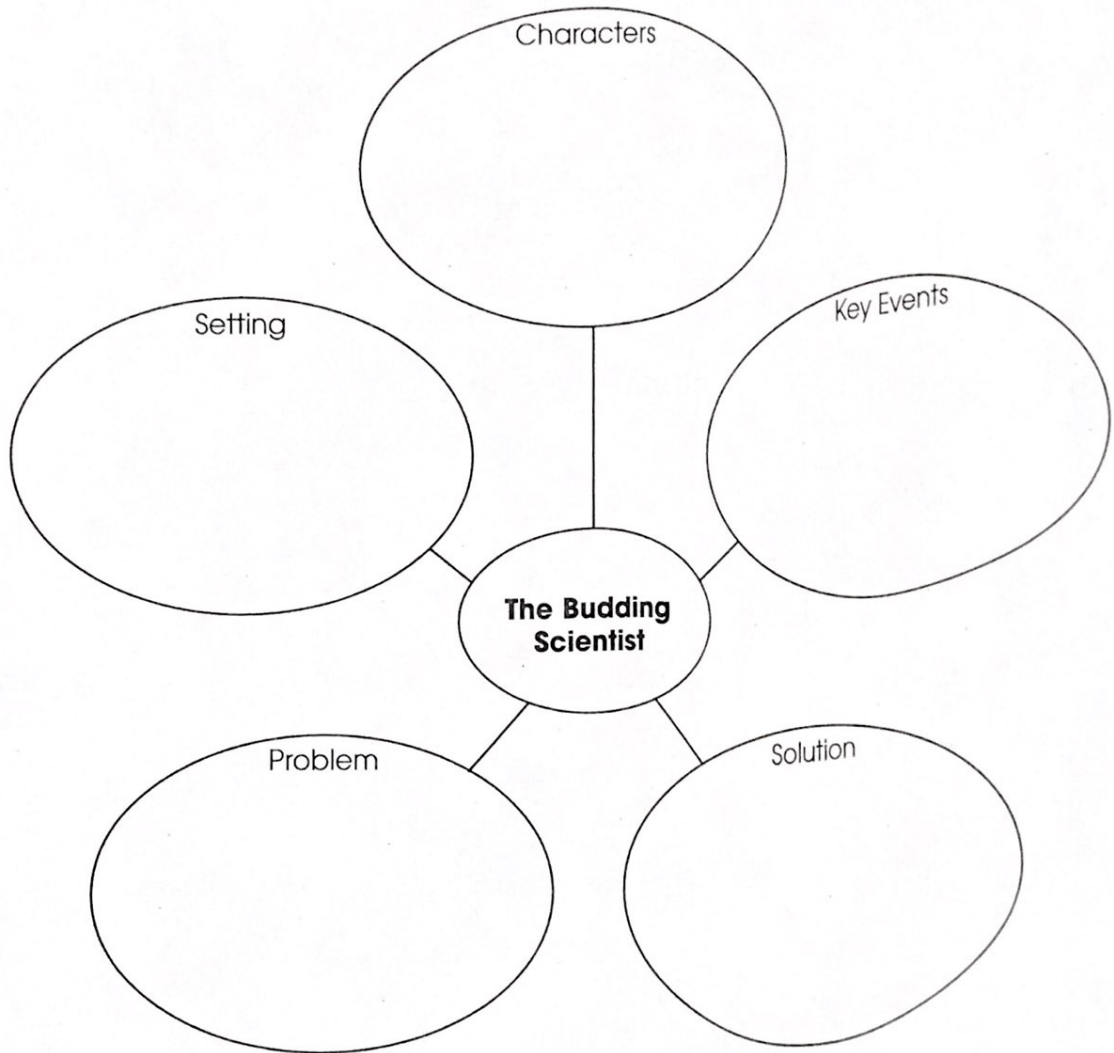 Characters
Key Events
Setting
The Budding
Scientist
Problem
Solution